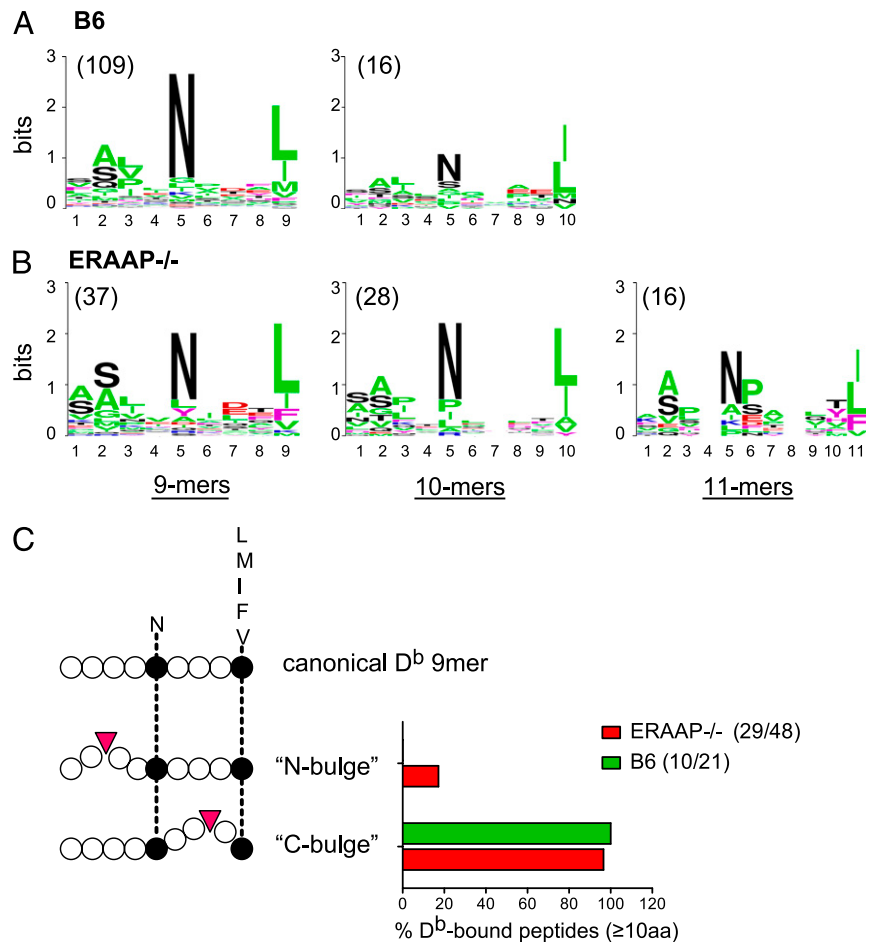 A B6
(109)
(16)
bits
3
2
1
0
1 2 3 4 5 6 7 8 9
3
2
1
0
1 2 3 4 5 6 7 8 9 10
B ERAAP-/-
(37)
(28)
(16)
bits
3
2
1
0
1 2 3 4 5 6 7 8 9
3
2
1
0
1 2 3 4 5 6 7 8 9 10
3
2
1
0
1 2 3 4 5 6 7 8 9 10 11
9-mers
10-mers
11-mers
C
L
M
I
F
V
N
canonical Dᵇ 9mer
"N-bulge"
"C-bulge"
ERAAP-/- (29/48)
B6 (10/21)
0 20 40 60 80 100 120
% Dᵇ-bound peptides (≥10aa)